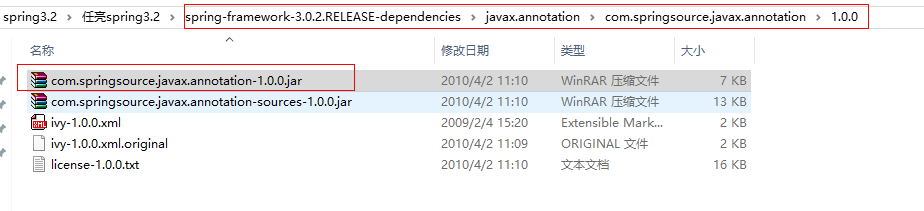 spring3.2 › 任亮spring3.2 › spring-framework-3.0.2.RELEASE-dependencies › javax.annotation › com.springsource.javax.annotation › 1.0.0
名称 修改日期 类型 大小
com.springsource.javax.annotation-1.0.0.jar 2010/4/2 11:10 WinRAR 压缩文件 7 KB
com.springsource.javax.annotation-sources-1.0.0.jar 2010/4/2 11:10 WinRAR 压缩文件 13 KB
ivy-1.0.0.xml 2009/2/4 15:20 Extensible Mark... 2 KB
ivy-1.0.0.xml.original 2010/4/2 11:09 ORIGINAL 文件 2 KB
license-1.0.0.txt 2010/4/2 11:10 文本文档 16 KB